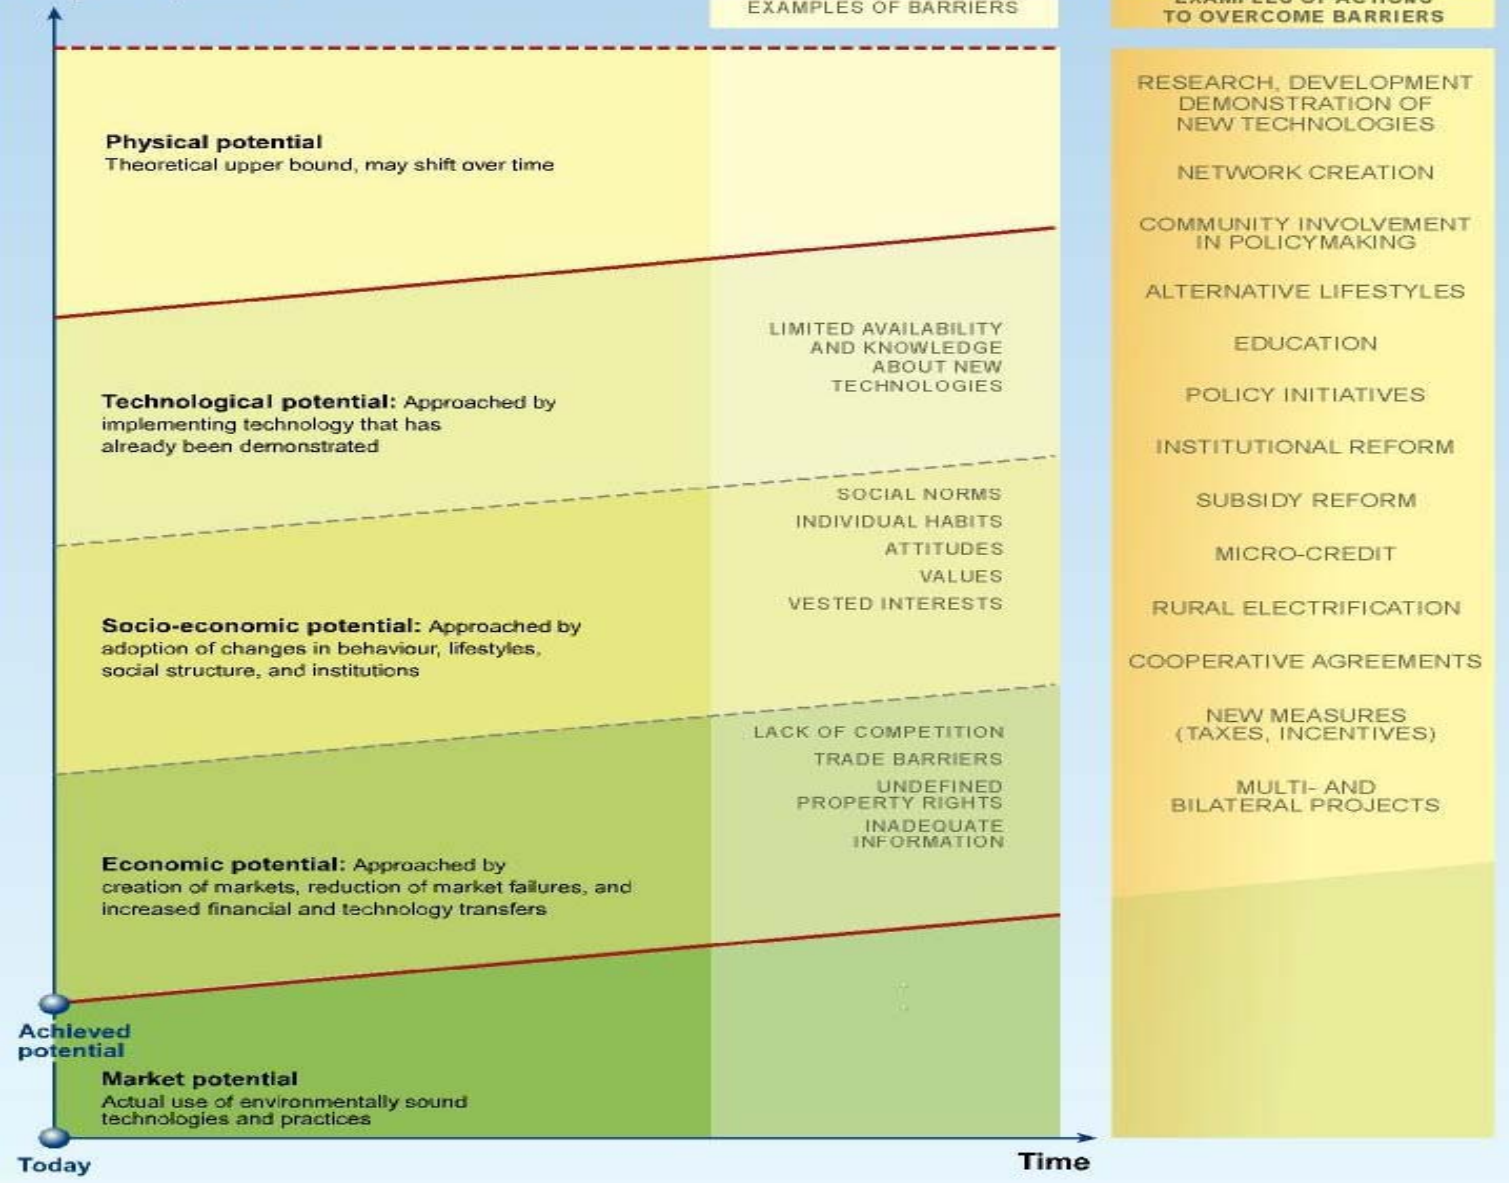 EXAMPLES OF BARRIERS
EXAMPLES OF ACTIONS
TO OVERCOME BARRIERS
Physical potential
Theoretical upper bound, may shift over time
Technological potential: Approached by
implementing technology that has
already been demonstrated
Socio-economic potential: Approached by
adoption of changes in behaviour, lifestyles,
social structure, and institutions
Economic potential: Approached by
creation of markets, reduction of market failures, and
increased financial and technology transfers
Achieved
potential
Market potential
Actual use of environmentally sound
technologies and practices
Today
Time
LIMITED AVAILABILITY
AND KNOWLEDGE
ABOUT NEW
TECHNOLOGIES
SOCIAL NORMS
INDIVIDUAL HABITS
ATTITUDES
VALUES
VESTED INTERESTS
LACK OF COMPETITION
TRADE BARRIERS
UNDEFINED
PROPERTY RIGHTS
INADEQUATE
INFORMATION
RESEARCH, DEVELOPMENT
DEMONSTRATION OF
NEW TECHNOLOGIES
NETWORK CREATION
COMMUNITY INVOLVEMENT
IN POLICYMAKING
ALTERNATIVE LIFESTYLES
EDUCATION
POLICY INITIATIVES
INSTITUTIONAL REFORM
SUBSIDY REFORM
MICRO-CREDIT
RURAL ELECTRIFICATION
COOPERATIVE AGREEMENTS
NEW MEASURES
(TAXES, INCENTIVES)
MULTI- AND
BILATERAL PROJECTS